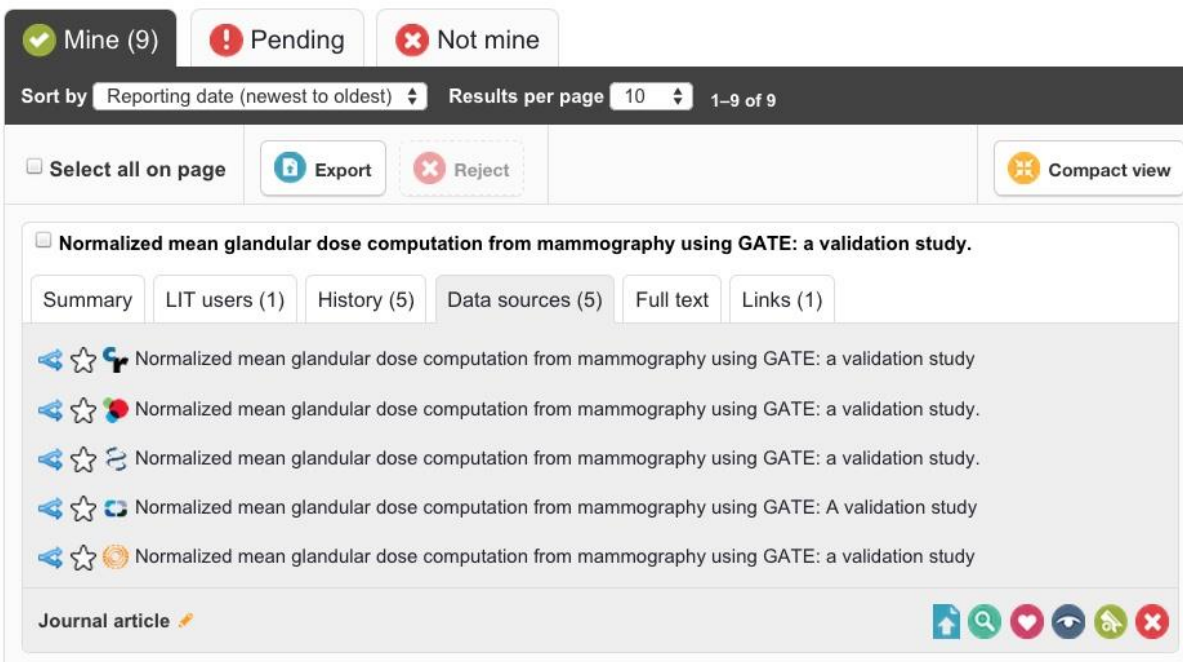 Mine (9) Pending Not mine
Sort by Reporting date (newest to oldest) Results per page 10 1–9 of 9
Select all on page Export Reject Compact view
Normalized mean glandular dose computation from mammography using GATE: a validation study.
Summary LIT users (1) History (5) Data sources (5) Full text Links (1)
Normalized mean glandular dose computation from mammography using GATE: a validation study
Normalized mean glandular dose computation from mammography using GATE: a validation study.
Normalized mean glandular dose computation from mammography using GATE: a validation study.
Normalized mean glandular dose computation from mammography using GATE: A validation study
Normalized mean glandular dose computation from mammography using GATE: a validation study
Journal article